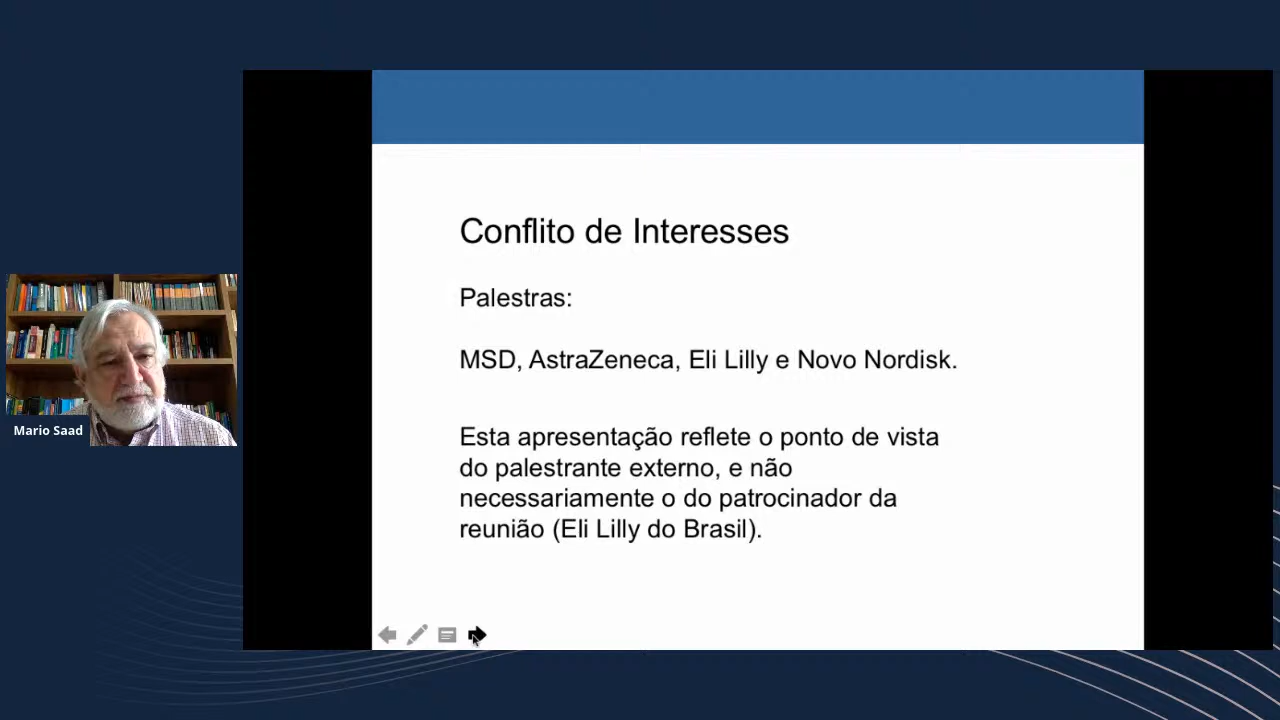 Conflito de Interesses
Palestras:
MSD, AstraZeneca, Eli Lilly e Novo Nordisk.
Esta apresentação reflete o ponto de vista
do palestrante externo, e não
necessariamente o do patrocinador da
reunião (Eli Lilly do Brasil).
Mario Saad